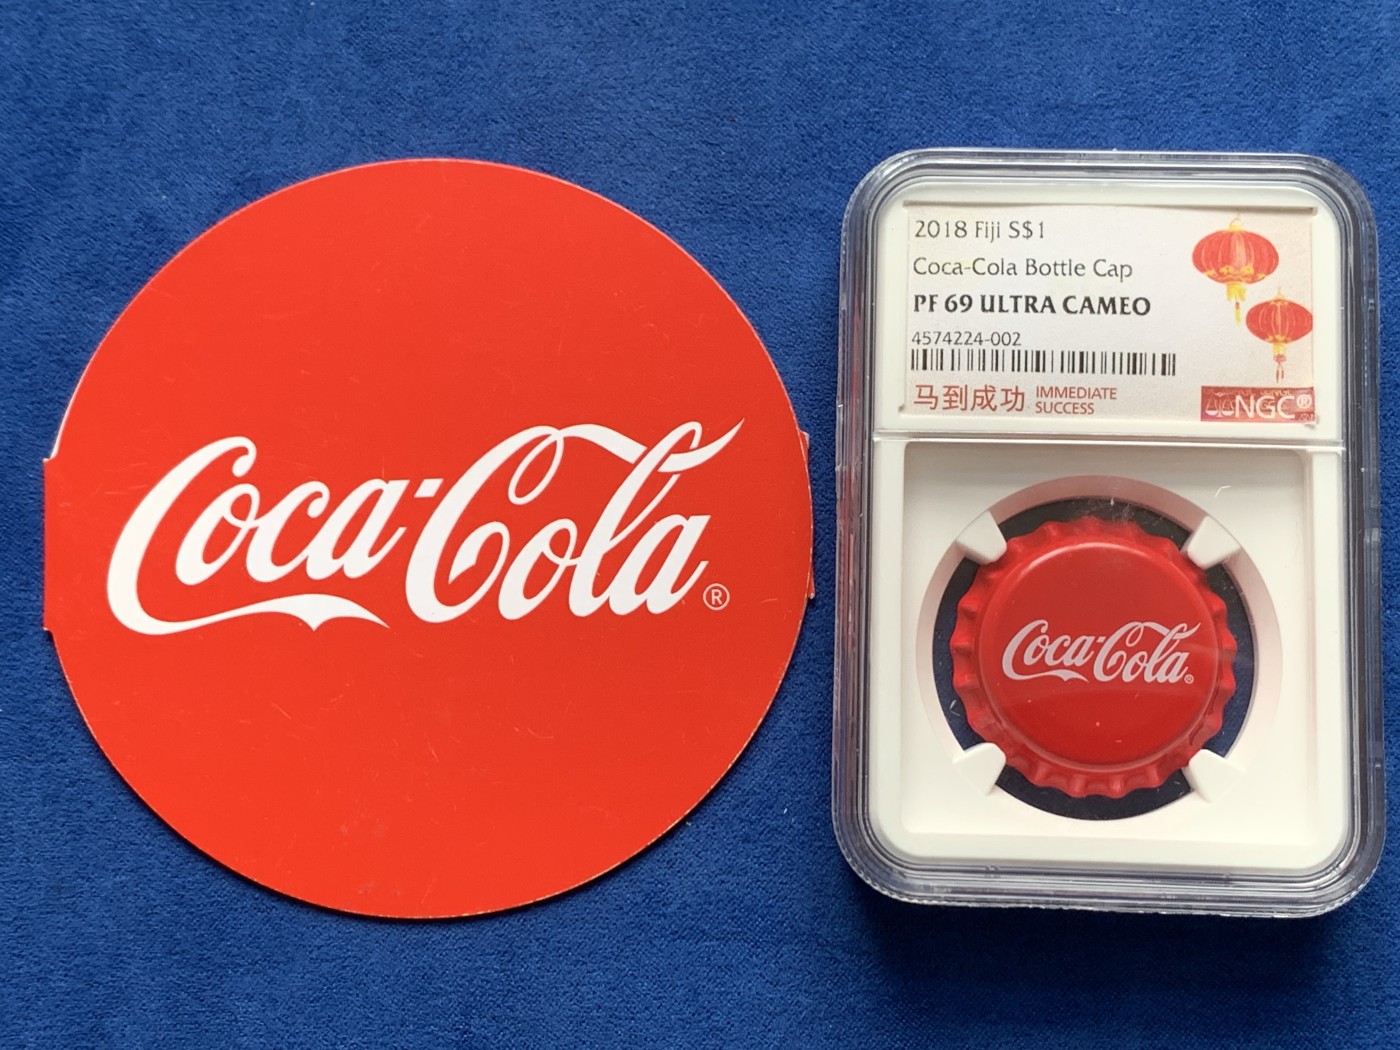 Coca-Cola®
2018 Fiji S$1
Coca-Cola Bottle Cap
PF 69 ULTRA CAMEO
4574224-002
马到成功 IMMEDIATE
SUCCESS
NGC®
Coca-Cola®